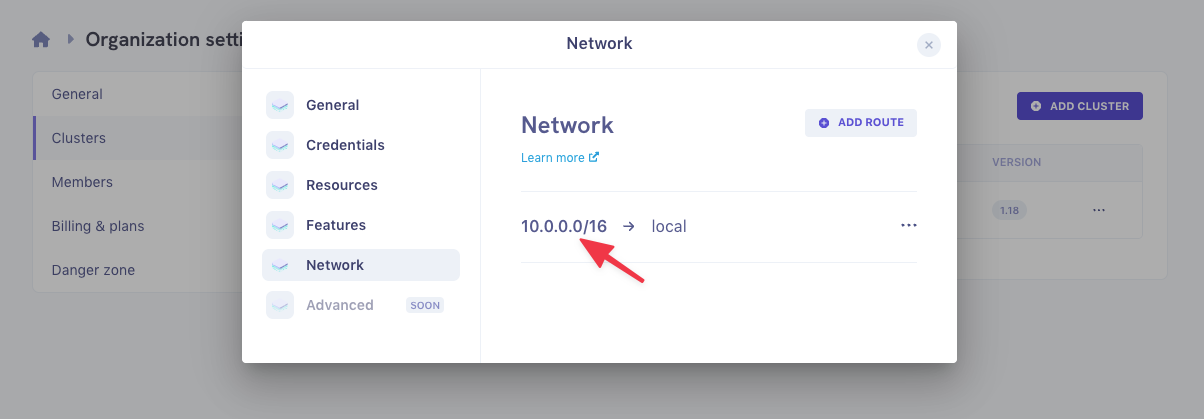 Organization setti
General
Clusters
Members
Billing & plans
Danger zone
ADD CLUSTER
VERSION
1.18
Network
General
Credentials
Resources
Features
Network
Advanced SOON
Network
ADD ROUTE
Learn more
10.0.0.0/16 → local